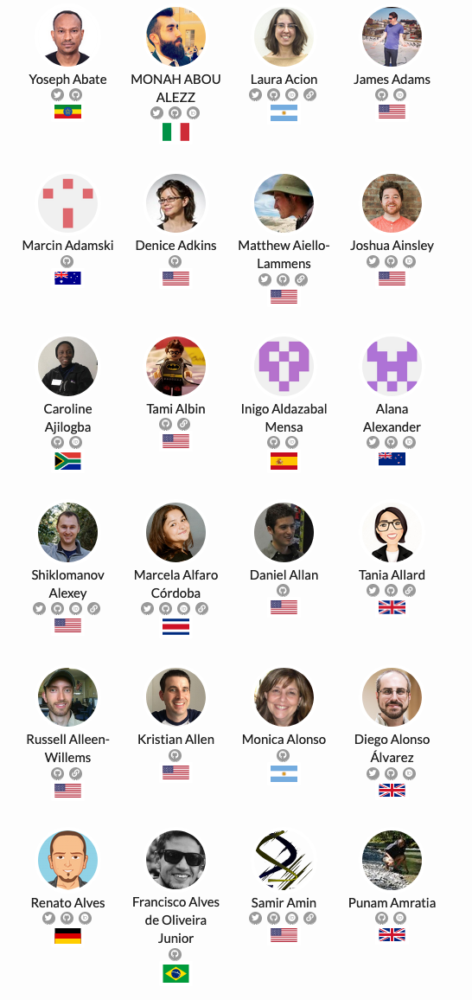 Yoseph Abate
MONAH ABOU
ALEZZ
Laura Acion
James Adams
Marcin Adamski
Denice Adkins
Matthew Aiello-
Lammens
Joshua Ainsley
Caroline
Ajilogba
Tami Albin
Inigo Aldazabal
Mensa
Alana
Alexander
Shiklomanov
Alexey
Marcela Alfaro
Córdoba
Daniel Allan
Tania Allard
Russell Alleen-
Willems
Kristian Allen
Monica Alonso
Diego Alonso
Álvarez
Renato Alves
Francisco Alves
de Oliveira
Junior
Samir Amin
Punam Amratia